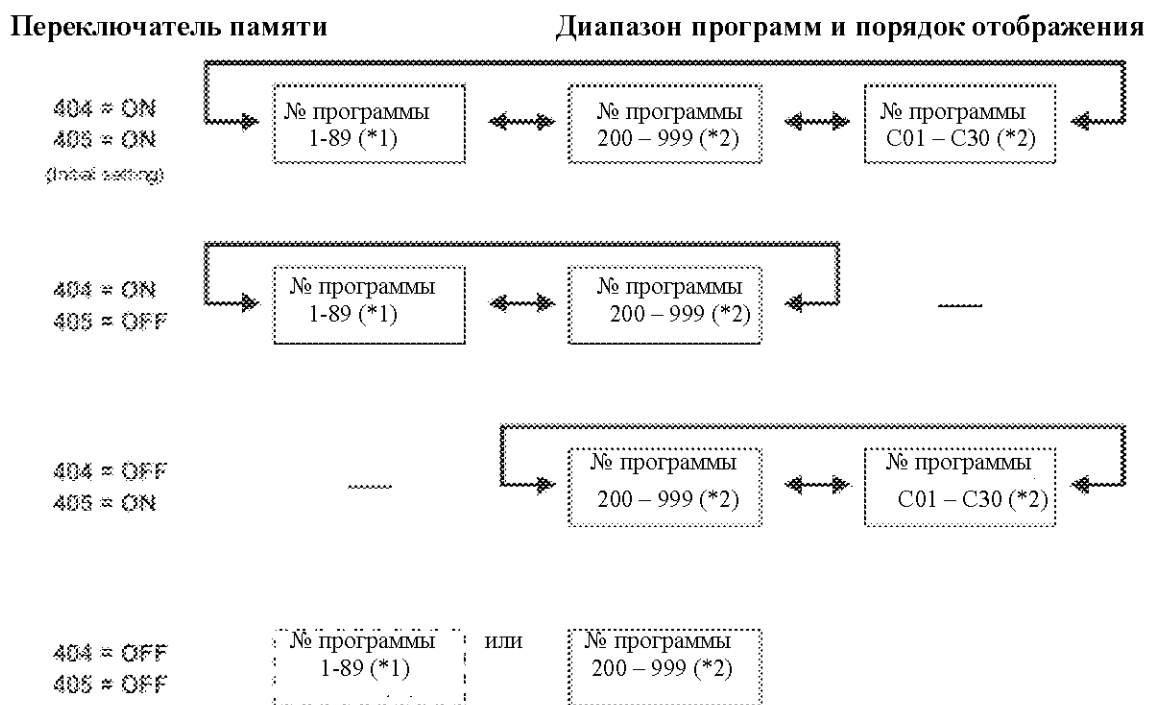 Переключатель памяти
Диапазон программ и порядок отображения
404 = ON
405 = ON
(Initial setting)
№ программы
1-89 (*1)
№ программы
200 – 999 (*2)
№ программы
C01 – C30 (*2)
404 = ON
405 = OFF
№ программы
1-89 (*1)
№ программы
200 – 999 (*2)
404 = OFF
405 = ON
№ программы
200 – 999 (*2)
№ программы
C01 – C30 (*2)
404 = OFF
405 = OFF
№ программы
1-89 (*1)
или
№ программы
200 – 999 (*2)